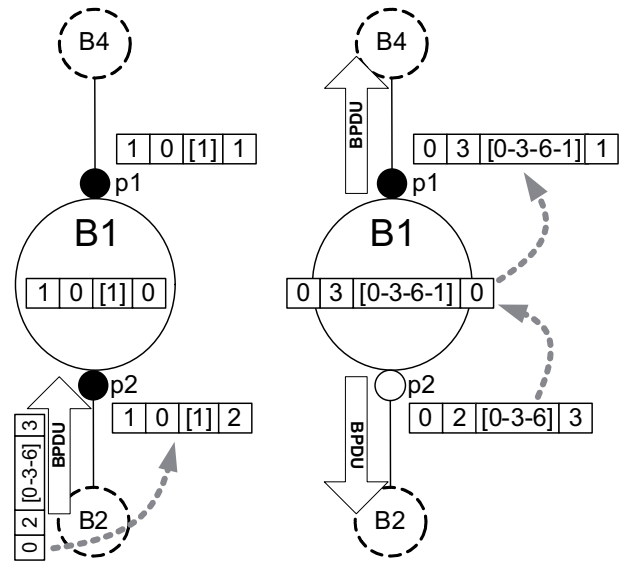 B4
1 0 [1] 1
p1
B1
1 0 [1] 0
p2
1 0 [1] 2
BPDU
0 2 [0-3-6] 3
B2
B4
BPDU
0 3 [0-3-6-1] 1
p1
B1
0 3 [0-3-6-1] 0
p2
0 2 [0-3-6] 3
BPDU
B2